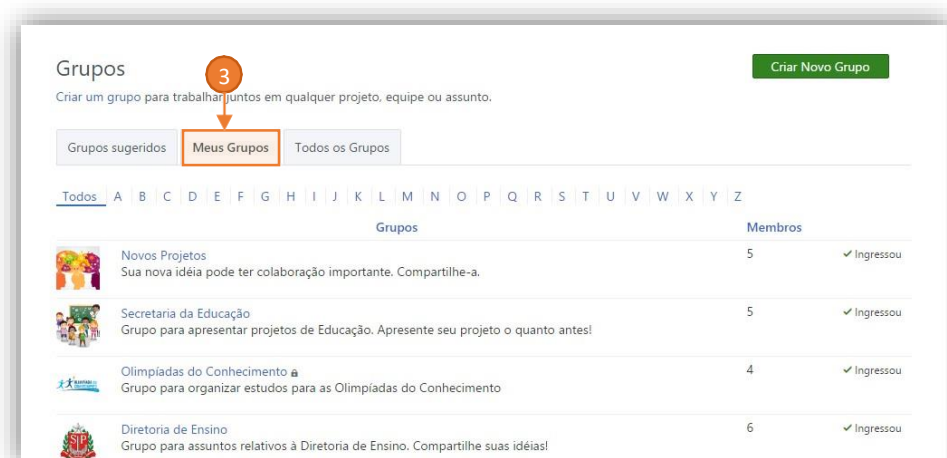 Grupos
3
Criar Novo Grupo
Criar um grupo para trabalhar juntos em qualquer projeto, equipe ou assunto.
Grupos sugeridos Meus Grupos Todos os Grupos
Todos A B C D E F G H I J K L M N O P Q R S T U V W X Y Z
Grupos Membros
Novos Projetos 5 Ingressou
Sua nova idéia pode ter colaboração importante. Compartilhe-a.
Secretaria da Educação 5 Ingressou
Grupo para apresentar projetos de Educação. Apresente seu projeto o quanto antes!
Olimpíadas do Conhecimento 4 Ingressou
Grupo para organizar estudos para as Olimpíadas do Conhecimento
Diretoria de Ensino 6 Ingressou
Grupo para assuntos relativos à Diretoria de Ensino. Compartilhe suas idéias!
SP